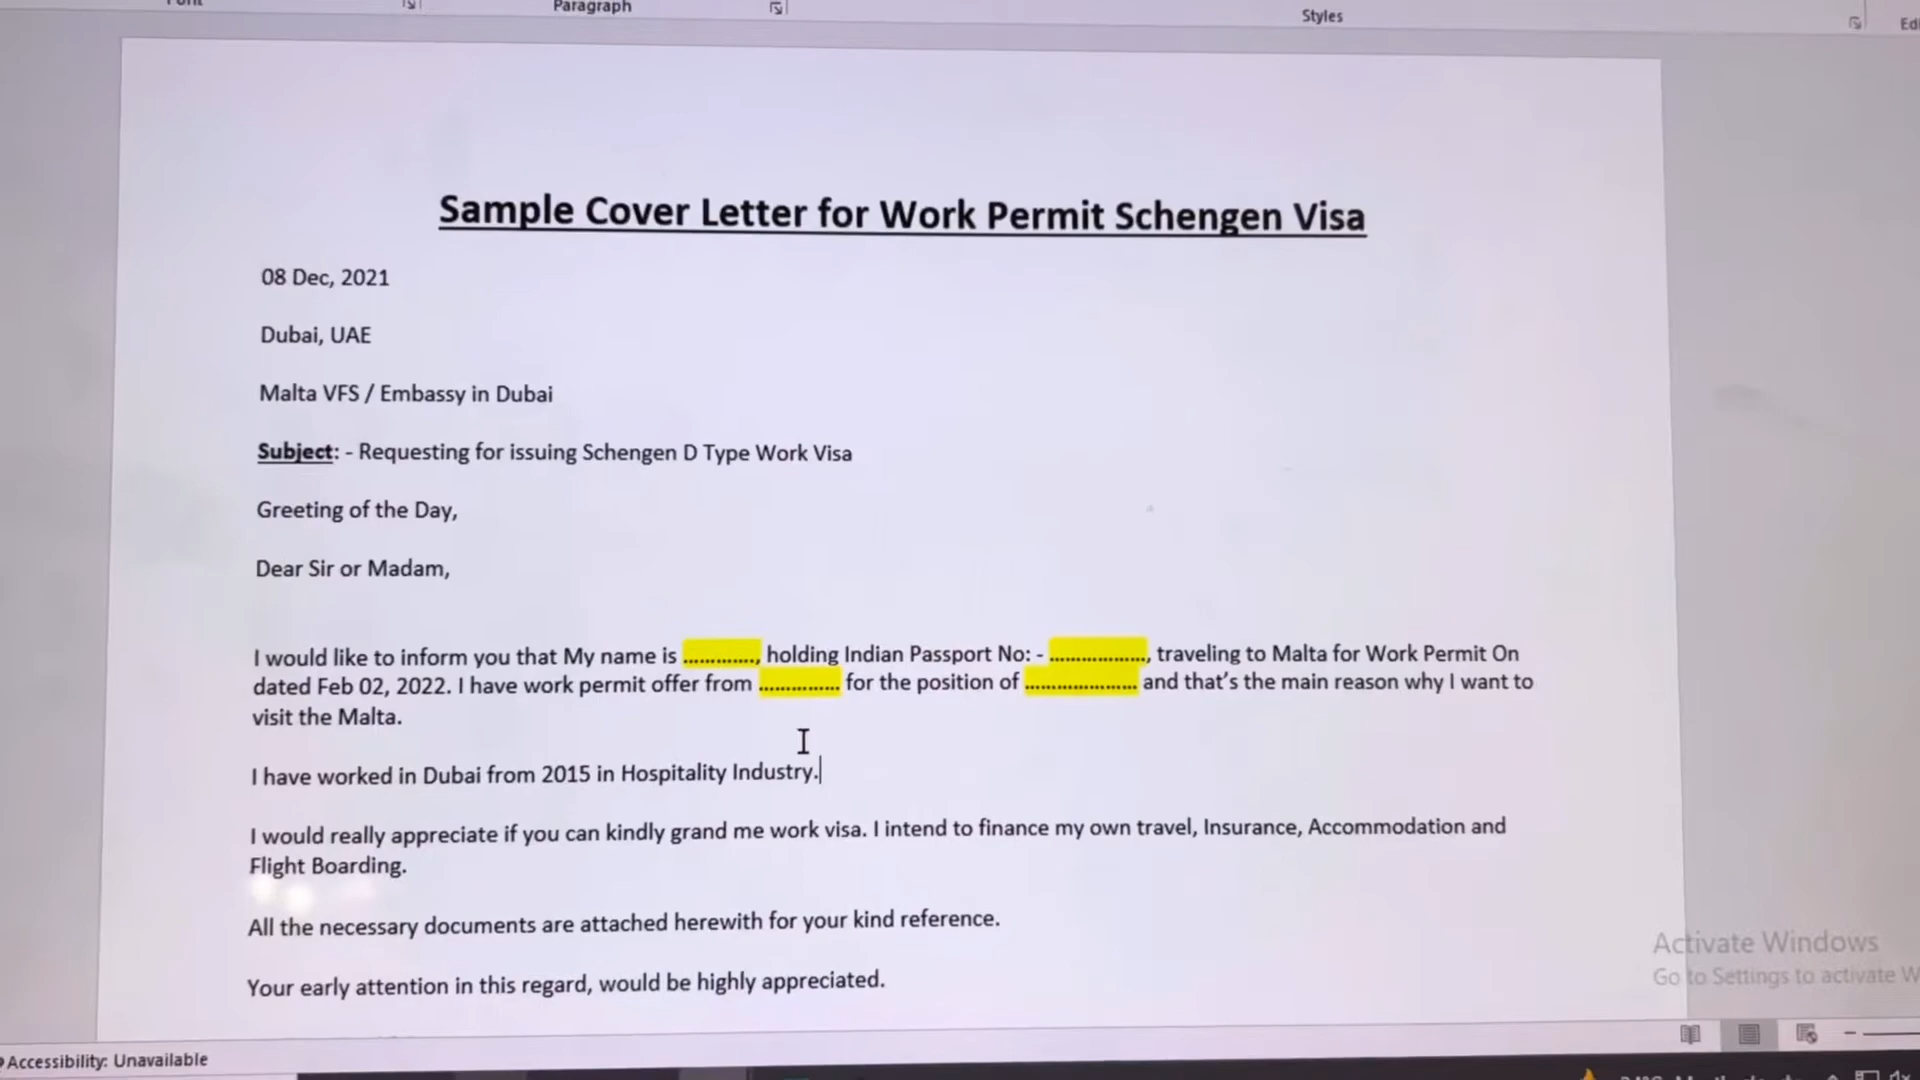 Paragraph
Styles
Sample Cover Letter for Work Permit Schengen Visa
08 Dec, 2021
Dubai, UAE
Malta VFS / Embassy in Dubai
Subject: - Requesting for issuing Schengen D Type Work Visa
Greeting of the Day,
Dear Sir or Madam,
I would like to inform you that My name is ............., holding Indian Passport No: - .................., traveling to Malta for Work Permit On
dated Feb 02, 2022. I have work permit offer from .............. for the position of .................... and that's the main reason why I want to
visit the Malta.
I have worked in Dubai from 2015 in Hospitality Industry.
I would really appreciate if you can kindly grand me work visa. I intend to finance my own travel, Insurance, Accommodation and
Flight Boarding.
All the necessary documents are attached herewith for your kind reference.
Your early attention in this regard, would be highly appreciated.
Activate Windows
Go to Settings to activate W
Accessibility: Unavailable